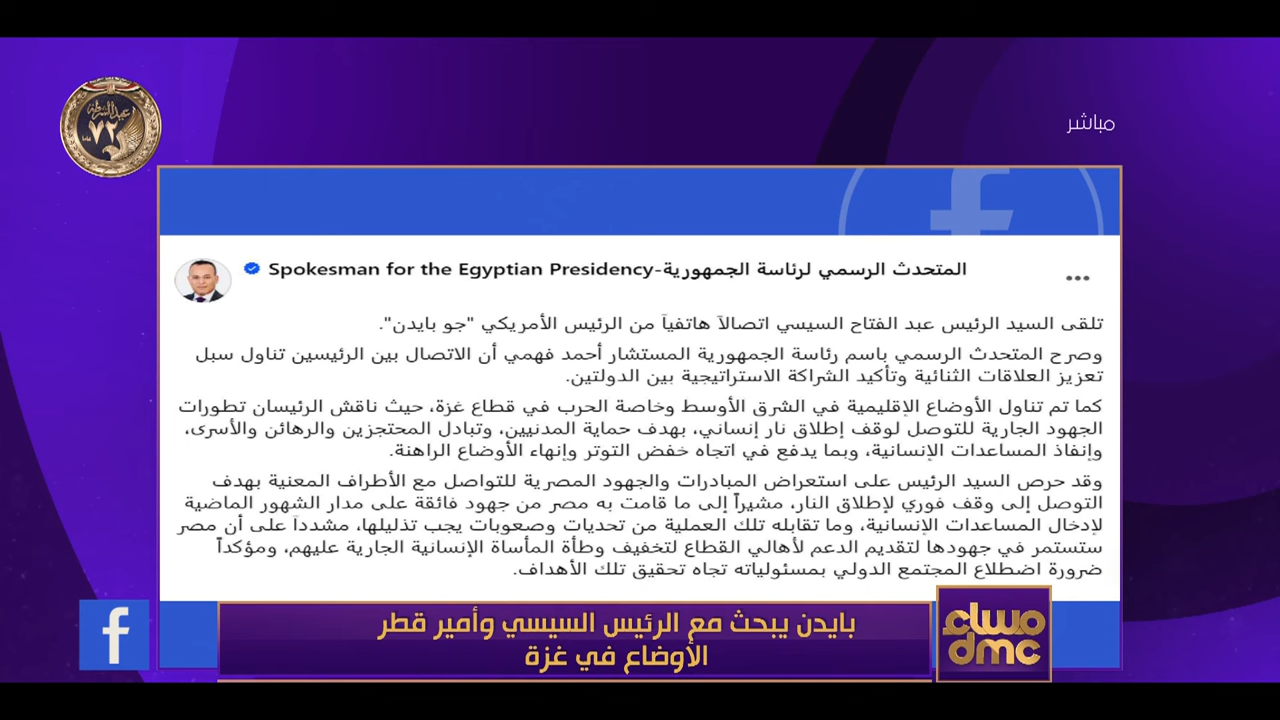 عيد الشرطة
٧٢
عاما
مباشر
المتحدث الرسمي لرئاسة الجمهورية-Spokesman for the Egyptian Presidency
تلقى السيد الرئيس عبد الفتاح السيسي اتصالاً هاتفياً من الرئيس الأمريكي "جو بايدن".
وصرح المتحدث الرسمي باسم رئاسة الجمهورية المستشار أحمد فهمي أن الاتصال بين الرئيسين تناول سبل
تعزيز العلاقات الثنائية وتأكيد الشراكة الاستراتيجية بين الدولتين.
كما تم تناول الأوضاع الإقليمية في الشرق الأوسط وخاصة الحرب في قطاع غزة، حيث ناقش الرئيسان تطورات
الجهود الجارية للتوصل لوقف إطلاق نار إنساني، بهدف حماية المدنيين، وتبادل المحتجزين والرهائن والأسرى،
وإنفاذ المساعدات الإنسانية، وبما يدفع في اتجاه خفض التوتر وإنهاء الأوضاع الراهنة.
وقد حرص السيد الرئيس على استعراض المبادرات والجهود المصرية للتواصل مع الأطراف المعنية بهدف
التوصل إلى وقف فوري لإطلاق النار، مشيراً إلى ما قامت به مصر من جهود فائقة على مدار الشهور الماضية
لإدخال المساعدات الإنسانية، وما تقابله تلك العملية من تحديات وصعوبات يجب تذليلها، مشدداً على أن مصر
ستستمر في جهودها لتقديم الدعم لأهالي القطاع لتخفيف وطأة المأساة الإنسانية الجارية عليهم، ومؤكداً
ضرورة اضطلاع المجتمع الدولي بمسئولياته تجاه تحقيق تلك الأهداف.
بايدن يبحث مع الرئيس السيسي وأمير قطر
الأوضاع في غزة
مساء
dmc